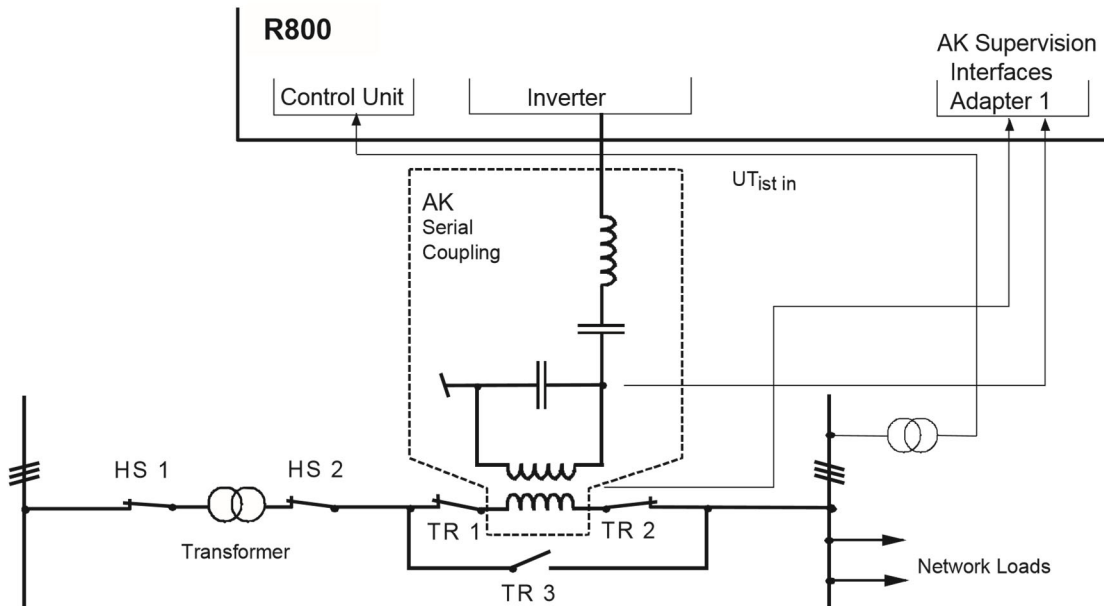 R800
Control Unit
Inverter
AK Supervision
Interfaces
Adapter 1
UTist in
AK
Serial
Coupling
HS 1
HS 2
TR 1
TR 2
Transformer
TR 3
Network Loads